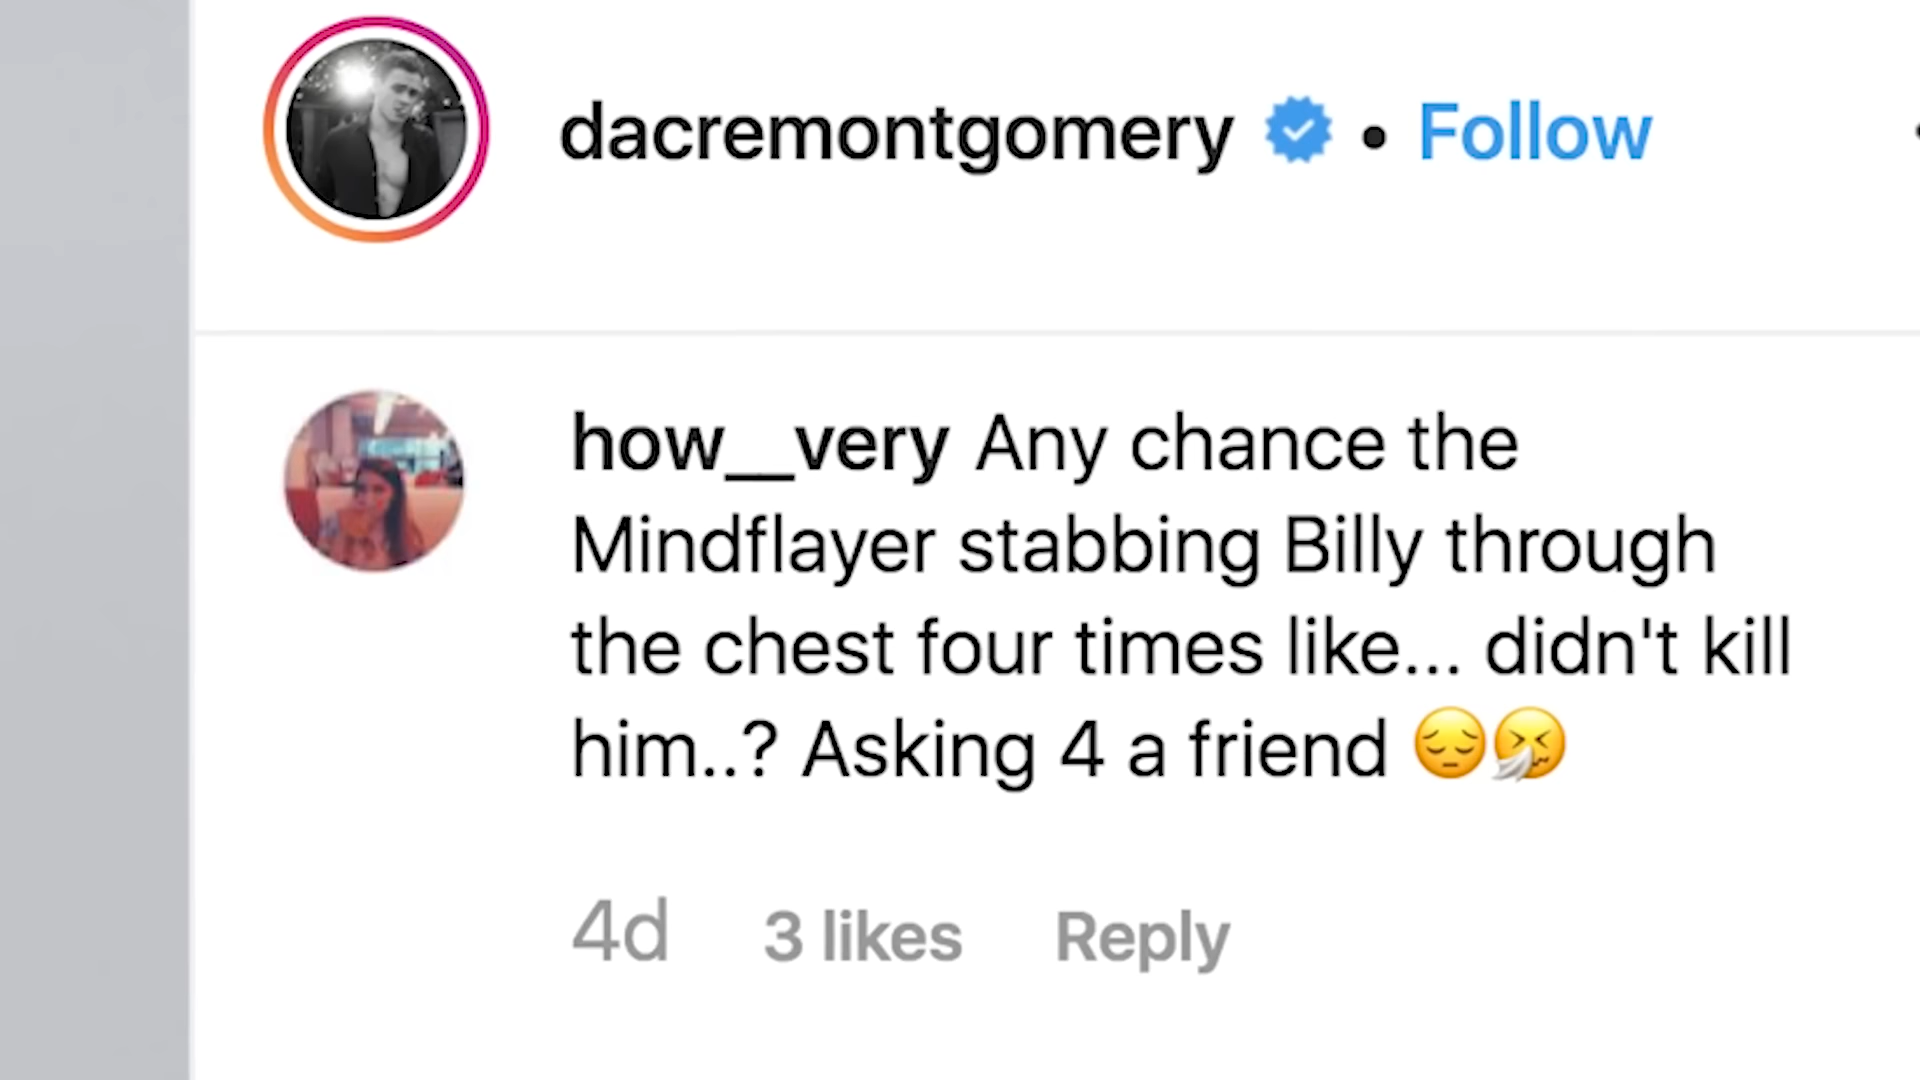 dacremontgomery • Follow
how__very Any chance the
Mindflayer stabbing Billy through
the chest four times like... didn't kill
him..? Asking 4 a friend 😔🤧
4d 3 likes Reply